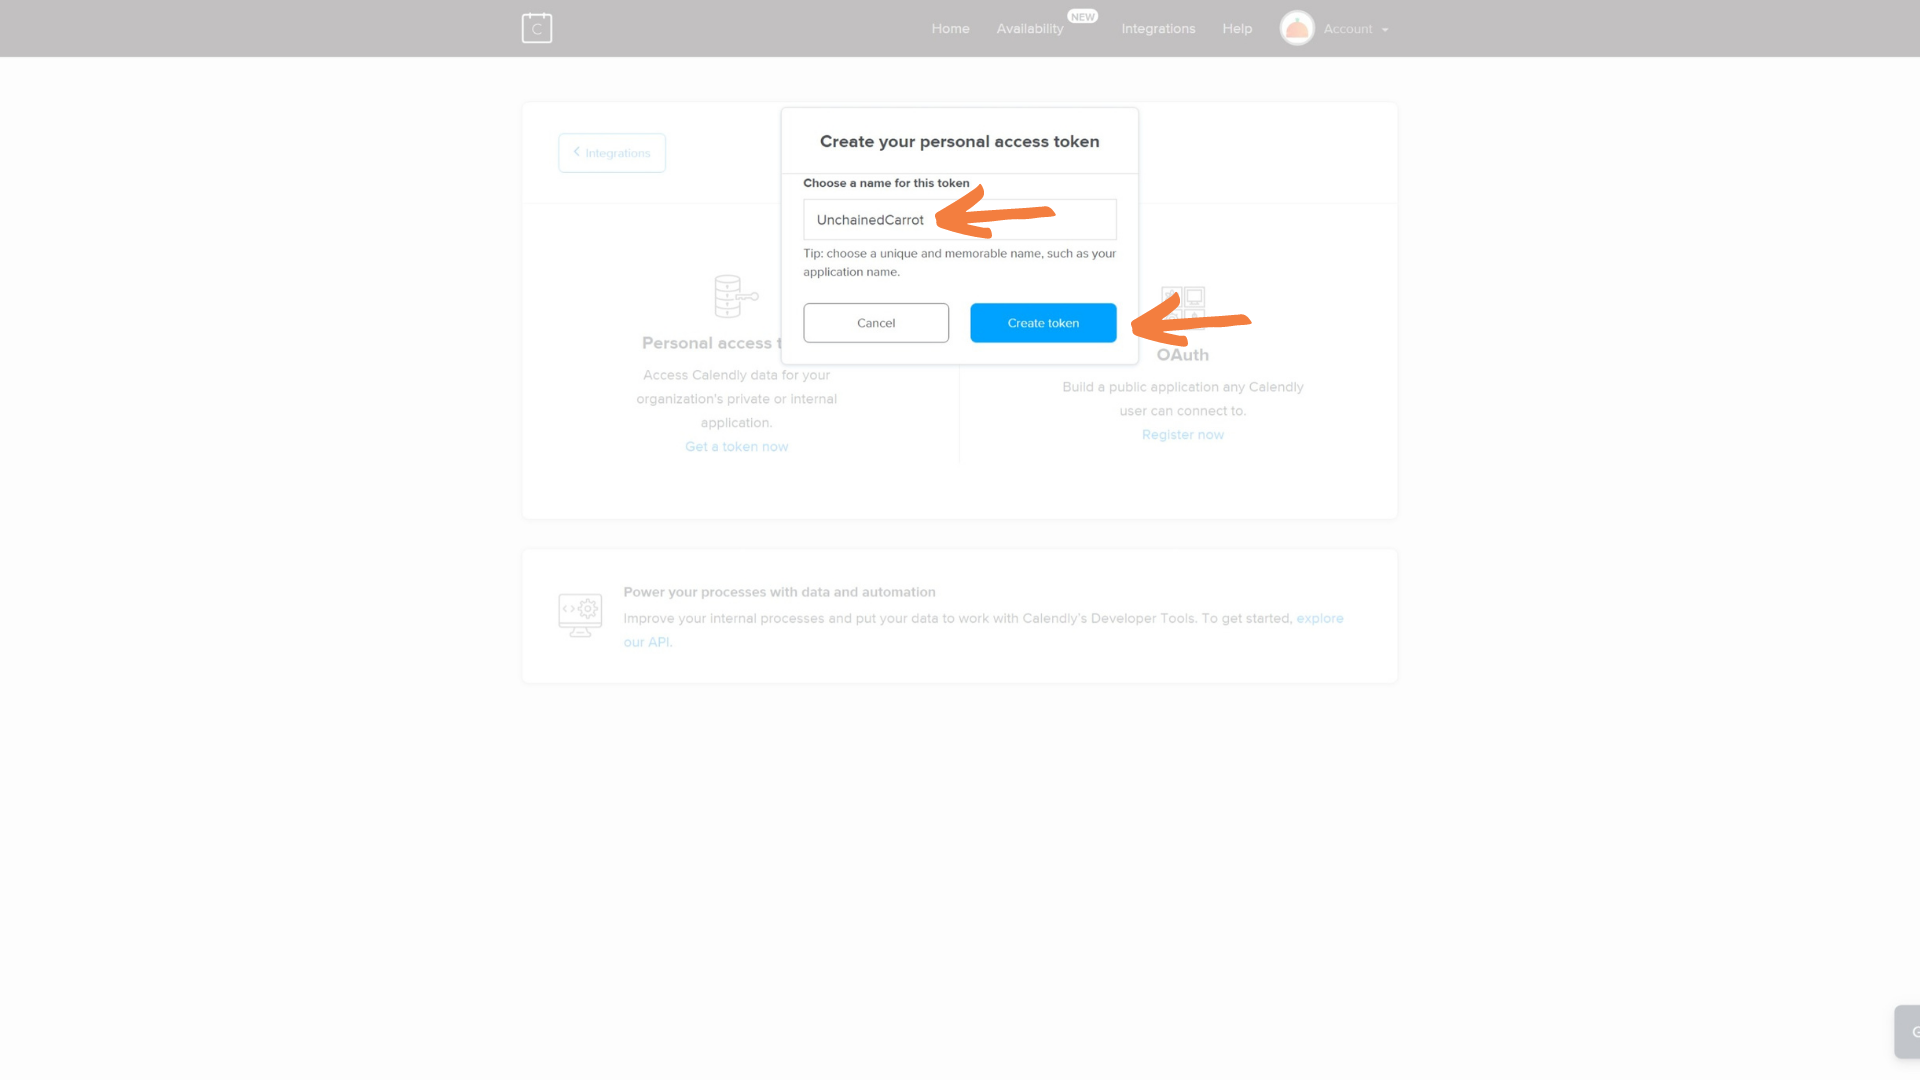 C
Home
Availability
NEW
Integrations
Help
Account
Integrations
Create your personal access token
Choose a name for this token
UnchainedCarrot
Tip: choose a unique and memorable name, such as your
application name.
Cancel
Create token
Personal access t
Access Calendly data for your
organization's private or internal
application.
Get a token now
OAuth
Build a public application any Calendly
user can connect to.
Register now
Power your processes with data and automation
Improve your internal processes and put your data to work with Calendly's Developer Tools. To get started, explore
our API.